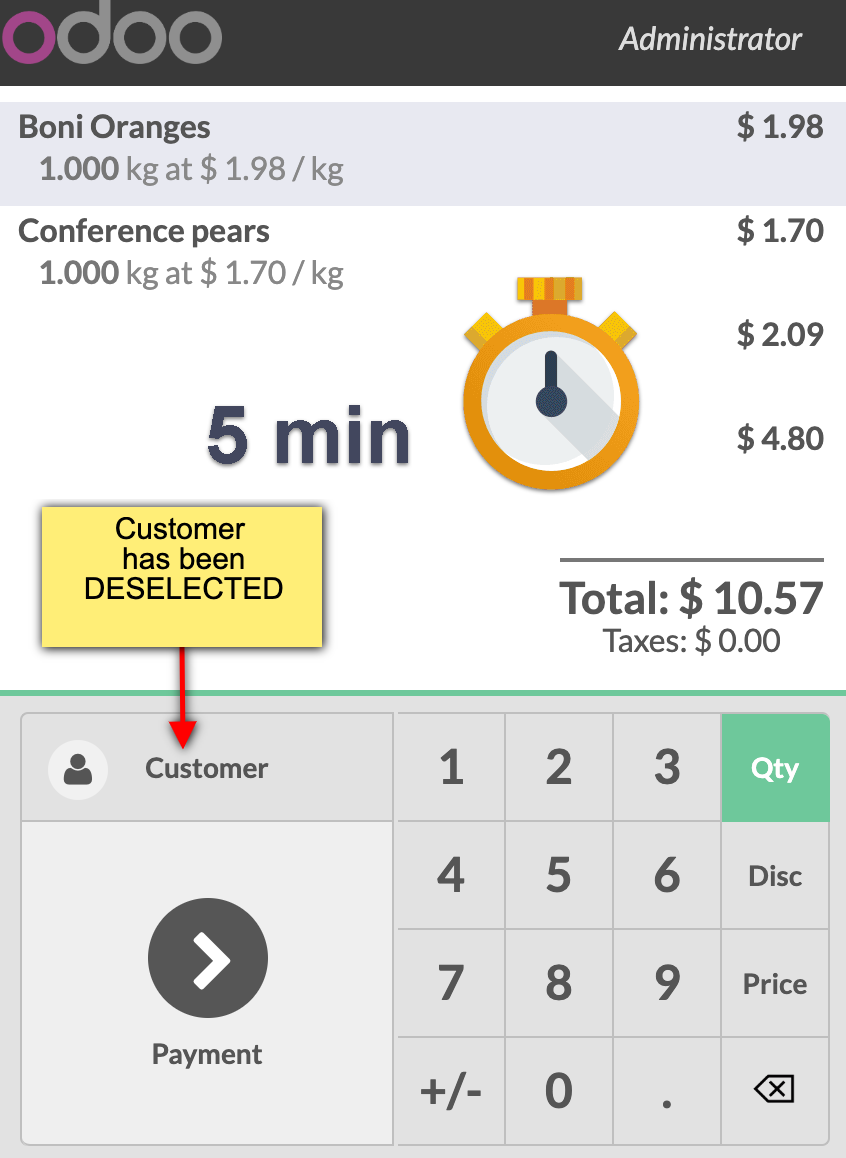 odoo
Administrator
Boni Oranges $ 1.98
1.000 kg at $ 1.98 / kg
Conference pears $ 1.70
1.000 kg at $ 1.70 / kg
$ 2.09
5 min
$ 4.80
Customer
has been
DESELECTED
Total: $ 10.57
Taxes: $ 0.00
Customer
1 2 3 Qty
4 5 6 Disc
7 8 9 Price
Payment
+/- 0 .